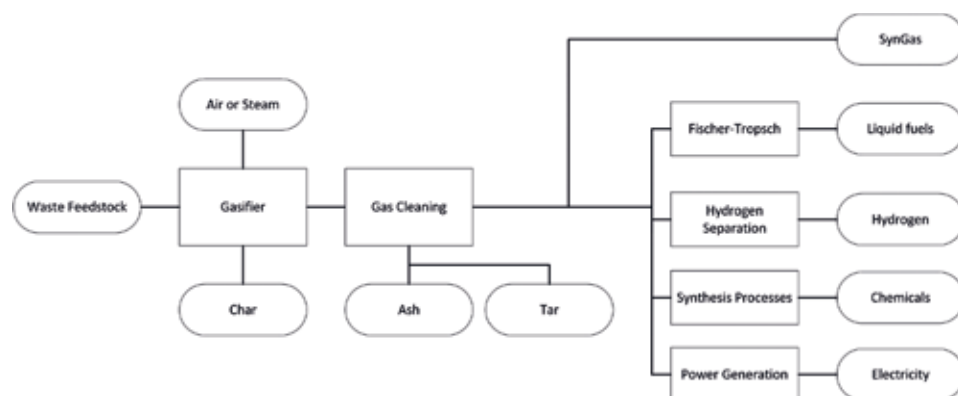 SynGas
Air or Steam
Fischer-Tropsch
Liquid fuels
Waste Feedstock
Gasifier
Gas Cleaning
Hydrogen
Separation
Hydrogen
Char
Ash
Tar
Synthesis Processes
Chemicals
Power Generation
Electricity